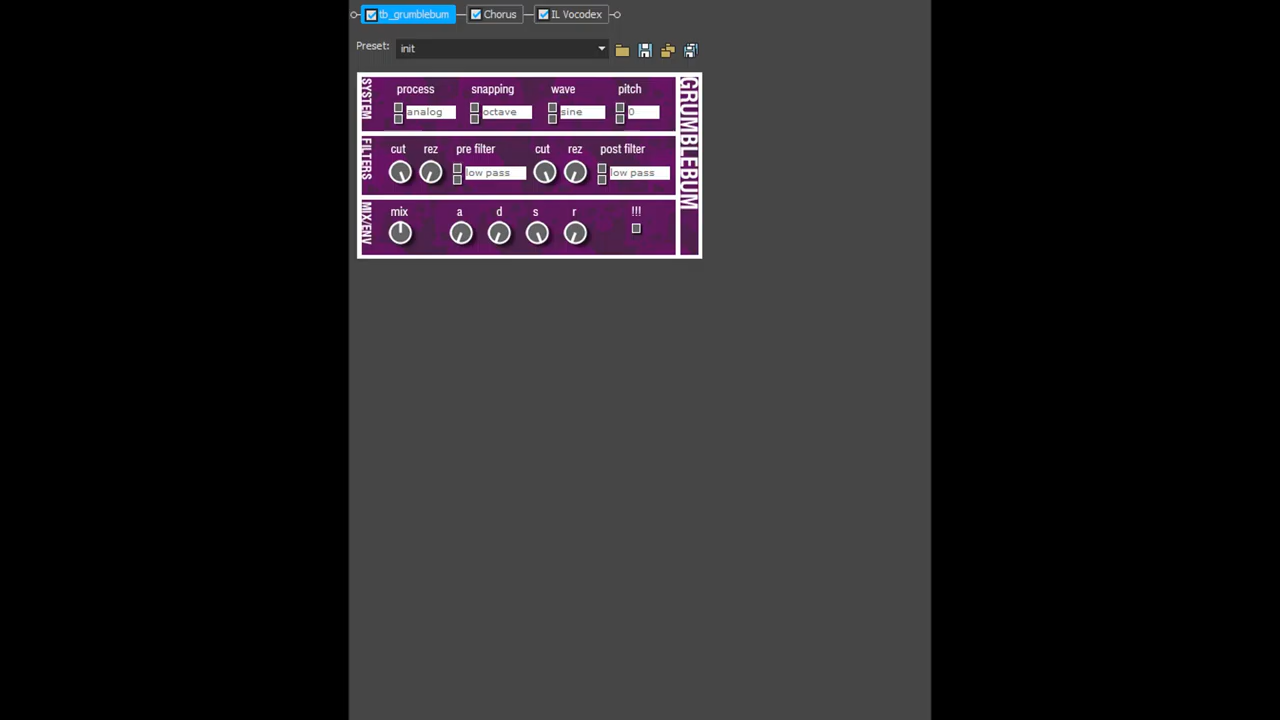 tb_grumblebum Chorus IL Vocodex
Preset: init
SYSTEM
process snapping wave pitch
analog octave sine 0
FILTERS
cut rez pre filter cut rez post filter
low pass low pass
MIX/ENV
mix a d s r !!!
GRUMBLEBUM